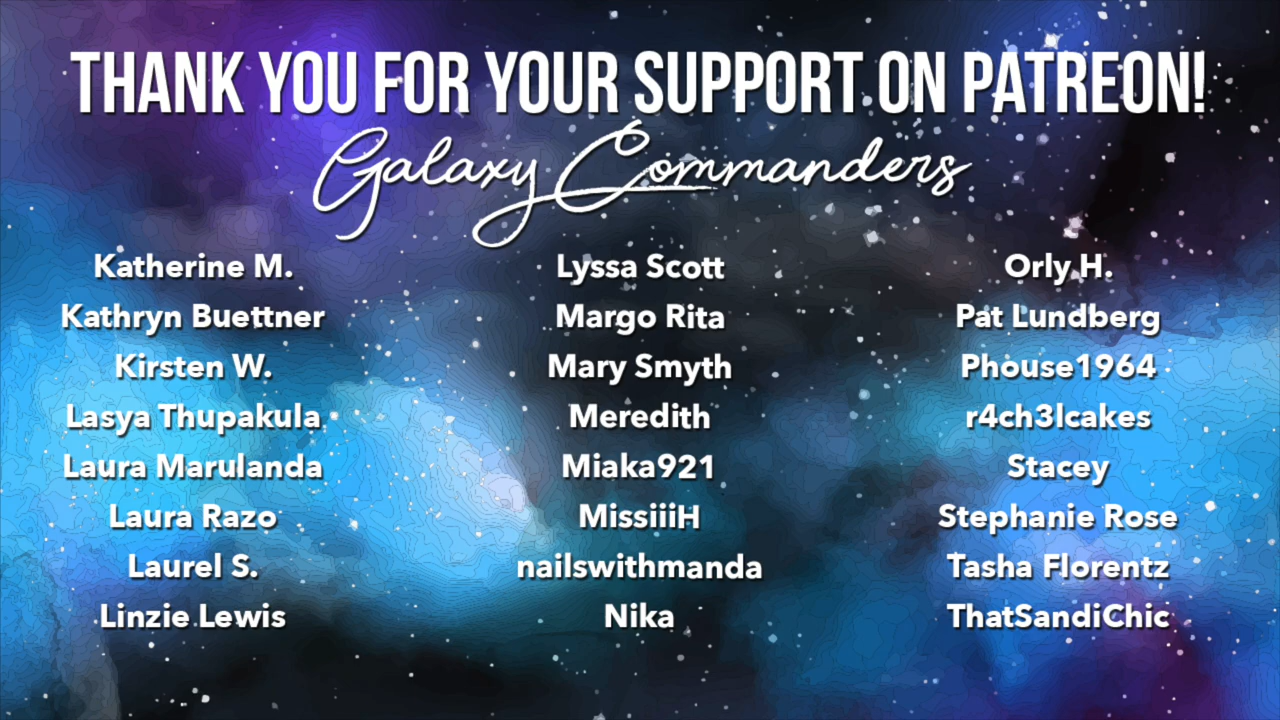 THANK YOU FOR YOUR SUPPORT ON PATREON!
Galaxy Commanders
Katherine M.
Kathryn Buettner
Kirsten W.
Lasya Thupakula
Laura Marulanda
Laura Razo
Laurel S.
Linzie Lewis
Lyssa Scott
Margo Rita
Mary Smyth
Meredith
Miaka921
MissiiiH
nailswithmanda
Nika
Orly H.
Pat Lundberg
Phouse1964
r4ch3lcakes
Stacey
Stephanie Rose
Tasha Florentz
ThatSandiChic